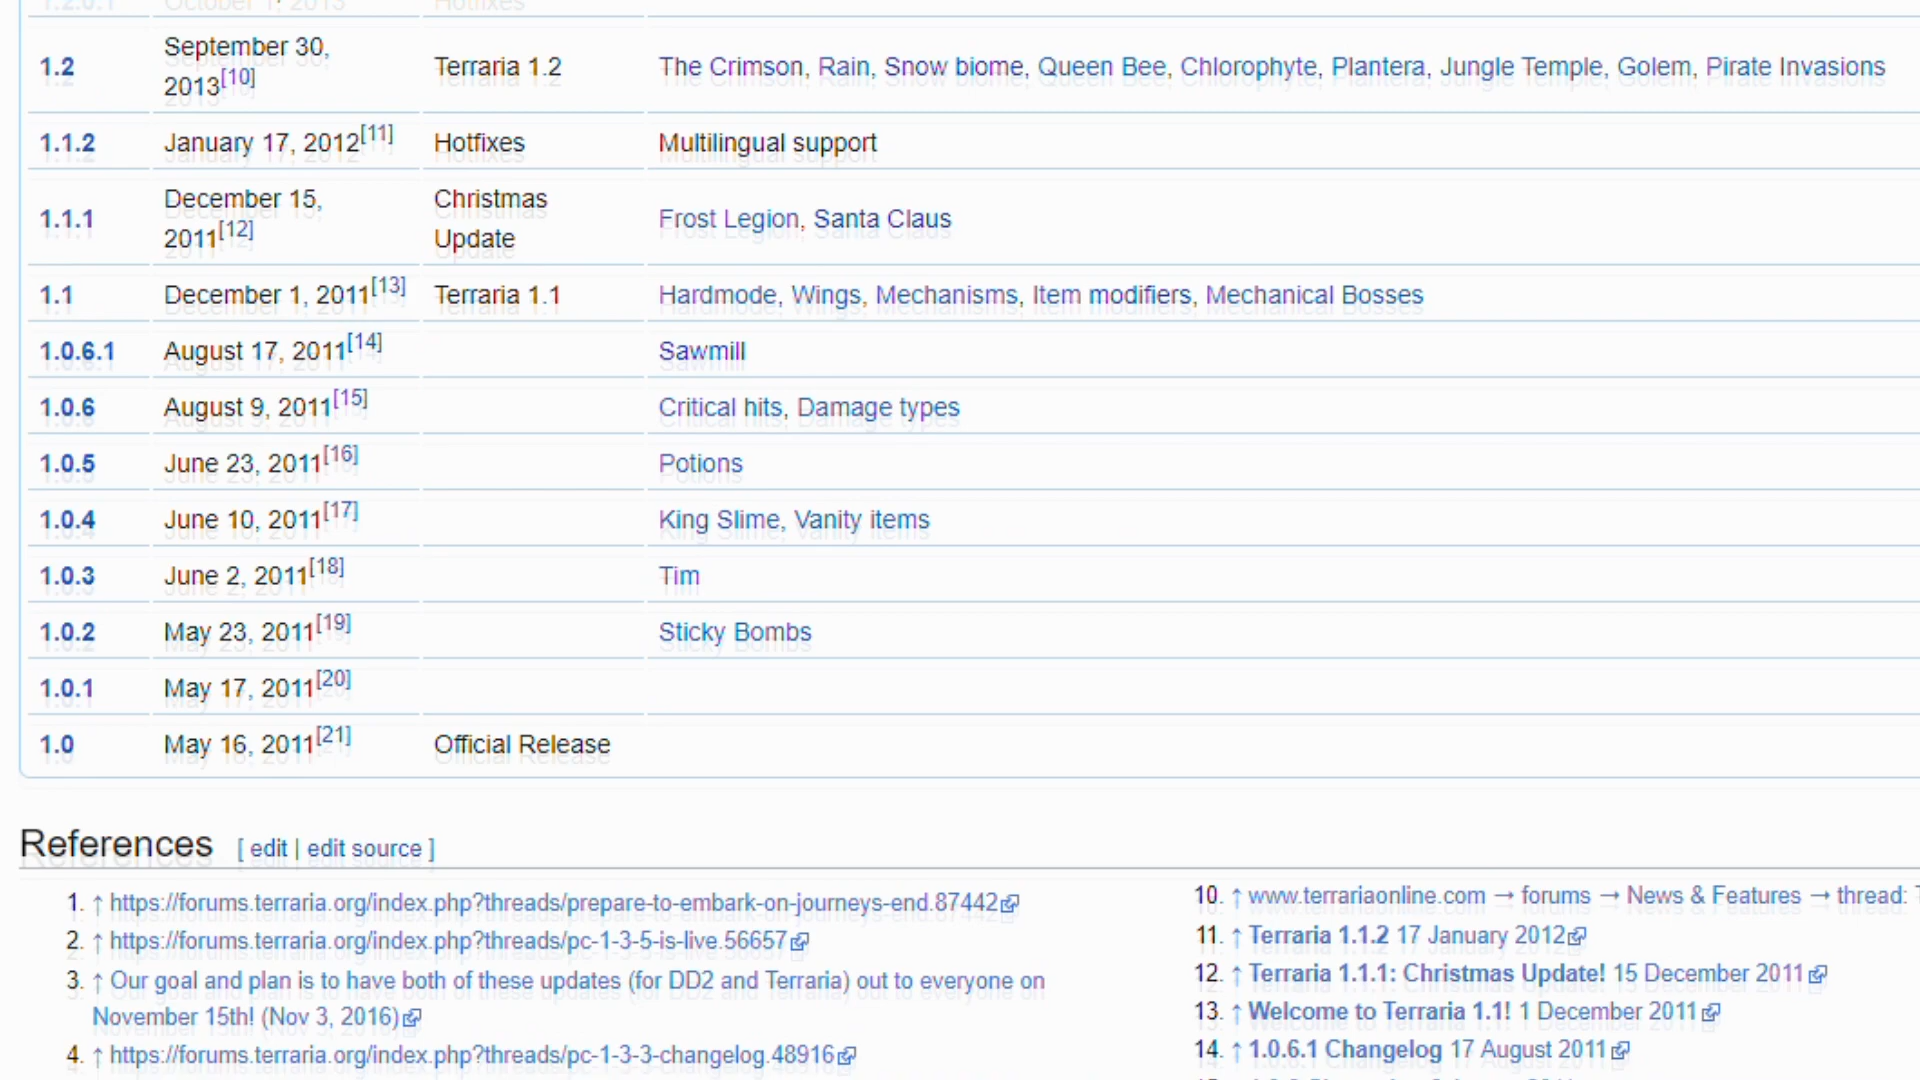 1.2.0.1 October 1, 2013 Hotfixes
1.2 September 30, 2013[10] Terraria 1.2 The Crimson, Rain, Snow biome, Queen Bee, Chlorophyte, Plantera, Jungle Temple, Golem, Pirate Invasions
1.1.2 January 17, 2012[11] Hotfixes Multilingual support
1.1.1 December 15, 2011[12] Christmas Update Frost Legion, Santa Claus
1.1 December 1, 2011[13] Terraria 1.1 Hardmode, Wings, Mechanisms, Item modifiers, Mechanical Bosses
1.0.6.1 August 17, 2011[14] Sawmill
1.0.6 August 9, 2011[15] Critical hits, Damage types
1.0.5 June 23, 2011[16] Potions
1.0.4 June 10, 2011[17] King Slime, Vanity items
1.0.3 June 2, 2011[18] Tim
1.0.2 May 23, 2011[19] Sticky Bombs
1.0.1 May 17, 2011[20]
1.0 May 16, 2011[21] Official Release
References [ edit | edit source ]
1. ↑ https://forums.terraria.org/index.php?threads/prepare-to-embark-on-journeys-end.87442
2. ↑ https://forums.terraria.org/index.php?threads/pc-1-3-5-is-live.56657
3. ↑ Our goal and plan is to have both of these updates (for DD2 and Terraria) out to everyone on
November 15th! (Nov 3, 2016)
4. ↑ https://forums.terraria.org/index.php?threads/pc-1-3-3-changelog.48916
10. ↑ www.terrariaonline.com → forums → News & Features → thread:
11. ↑ Terraria 1.1.2 17 January 2012
12. ↑ Terraria 1.1.1: Christmas Update! 15 December 2011
13. ↑ Welcome to Terraria 1.1! 1 December 2011
14. ↑ 1.0.6.1 Changelog 17 August 2011